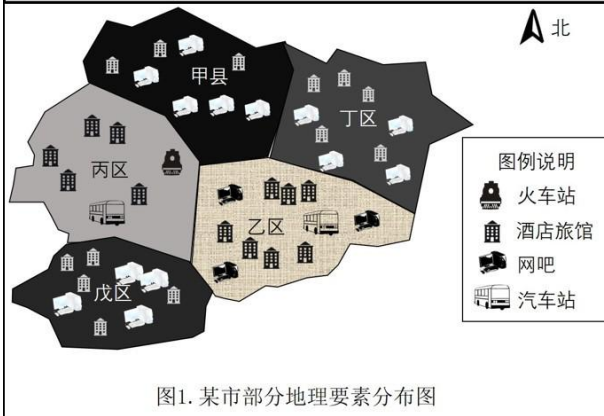 北
甲县
丁区
丙区
乙区
戊区
图例说明
火车站
酒店旅馆
网吧
汽车站
图1.某市部分地理要素分布图